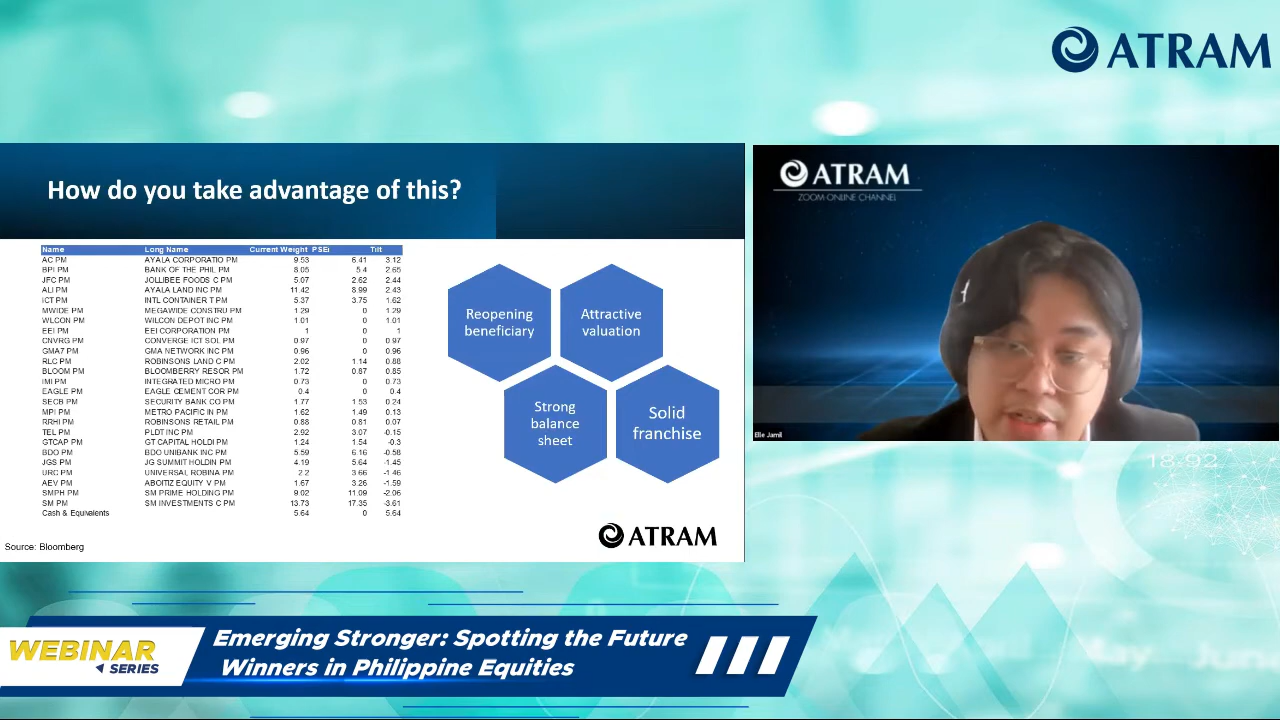 ATRAM
How do you take advantage of this?
Name Long Name Current Weight PSEi Tilt
AC PM AYALA CORPORATIO PM 9.53 6.41 3.12
BPI PM BANK OF THE PHIL PM 8.05 5.4 2.65
JFC PM JOLLIBEE FOODS C PM 5.07 2.62 2.44
ALI PM AYALA LAND INC PM 11.42 8.99 2.43
ICT PM INTL CONTAINER T PM 5.37 3.75 1.62
MWIDE PM MEGAWIDE CONSTRU PM 1.29 0 1.29
WLCON PM WILCON DEPOT INC PM 1.01 0 1.01
EEI PM EEI CORPORATION PM 1 0 1
CNVRG PM CONVERGE ICT SOL PM 0.97 0 0.97
GMA7 PM GMA NETWORK INC PM 0.96 0 0.96
RLC PM ROBINSONS LAND C PM 2.02 1.14 0.88
BLOOM PM BLOOMBERRY RESOR PM 1.72 0.87 0.85
IMI PM INTEGRATED MICRO PM 0.73 0 0.73
EAGLE PM EAGLE CEMENT COR PM 0.4 0 0.4
SECB PM SECURITY BANK CO PM 1.77 1.53 0.24
MPI PM METRO PACIFIC IN PM 1.62 1.49 0.13
RRHI PM ROBINSONS RETAIL PM 0.88 0.81 0.07
TEL PM PLDT INC PM 2.92 3.07 -0.15
GTCAP PM GT CAPITAL HOLDI PM 1.24 1.54 -0.3
BDO PM BDO UNIBANK INC PM 5.59 6.16 -0.58
JGS PM JG SUMMIT HOLDIN PM 4.19 5.64 -1.45
URC PM UNIVERSAL ROBINA PM 2.2 3.66 -1.46
AEV PM ABOITIZ EQUITY V PM 1.67 3.26 -1.59
SMPH PM SM PRIME HOLDING PM 9.02 11.09 -2.06
SM PM SM INVESTMENTS C PM 13.73 17.35 -3.61
Cash & Equivalents 5.64 0 5.64
Reopening
beneficiary
Attractive
valuation
Strong
balance
sheet
Solid
franchise
ATRAM
Source: Bloomberg
ATRAM
ZOOM ONLINE CHANNEL
Elle Jamil
18.92
WEBINAR
SERIES
Emerging Stronger: Spotting the Future
Winners in Philippine Equities